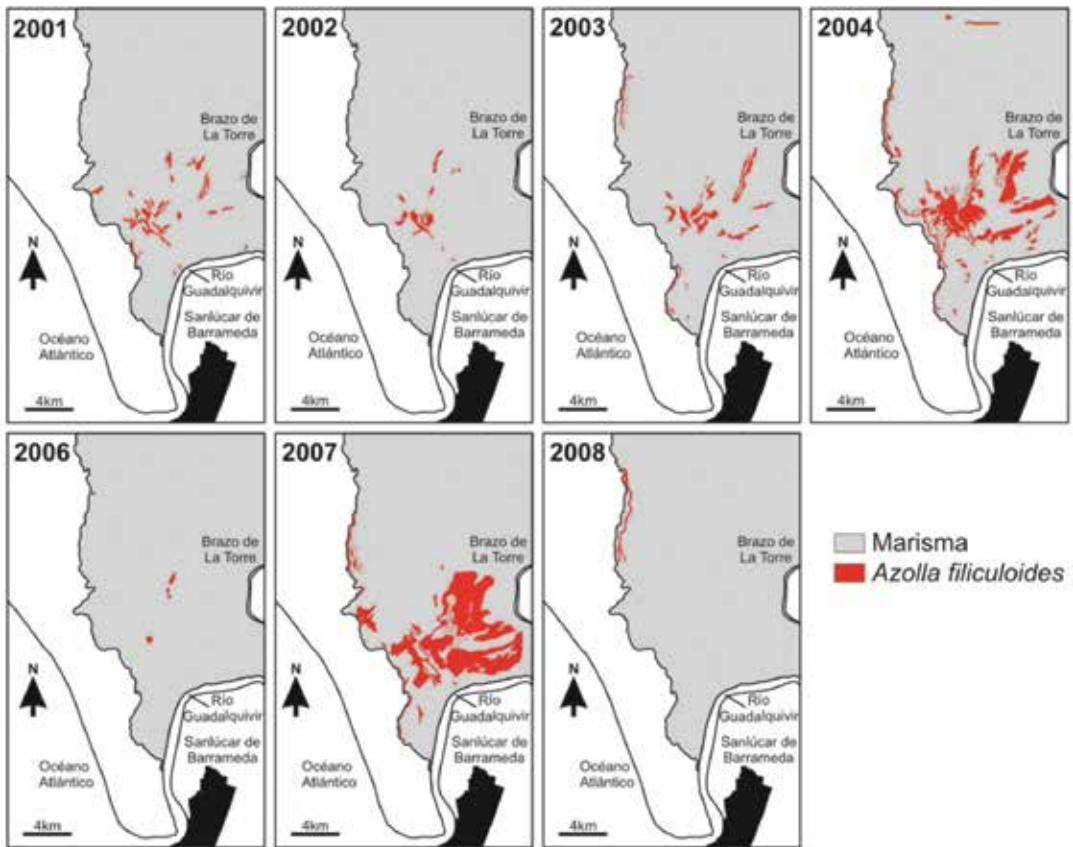 2001
Brazo de
La Torre
N
Río
Guadalquivir
Océano
Atlántico
Sanlúcar de
Barrameda
4km
2002
Brazo de
La Torre
N
Río
Guadalquivir
Océano
Atlántico
Sanlúcar de
Barrameda
4km
2003
Brazo de
La Torre
N
Río
Guadalquivir
Océano
Atlántico
Sanlúcar de
Barrameda
4km
2004
Brazo de
La Torre
N
Río
Guadalquivir
Océano
Atlántico
Sanlúcar de
Barrameda
4km
2006
Brazo de
La Torre
N
Río
Guadalquivir
Sanlúcar de
Barrameda
Océano
Atlántico
4km
2007
Brazo de
La Torre
N
Río
Guadalquivir
Sanlúcar de
Barrameda
Océano
Atlántico
4km
2008
Brazo de
La Torre
N
Río
Guadalquivir
Sanlúcar de
Barrameda
Océano
Atlántico
4km
Marisma
Azolla filiculoides